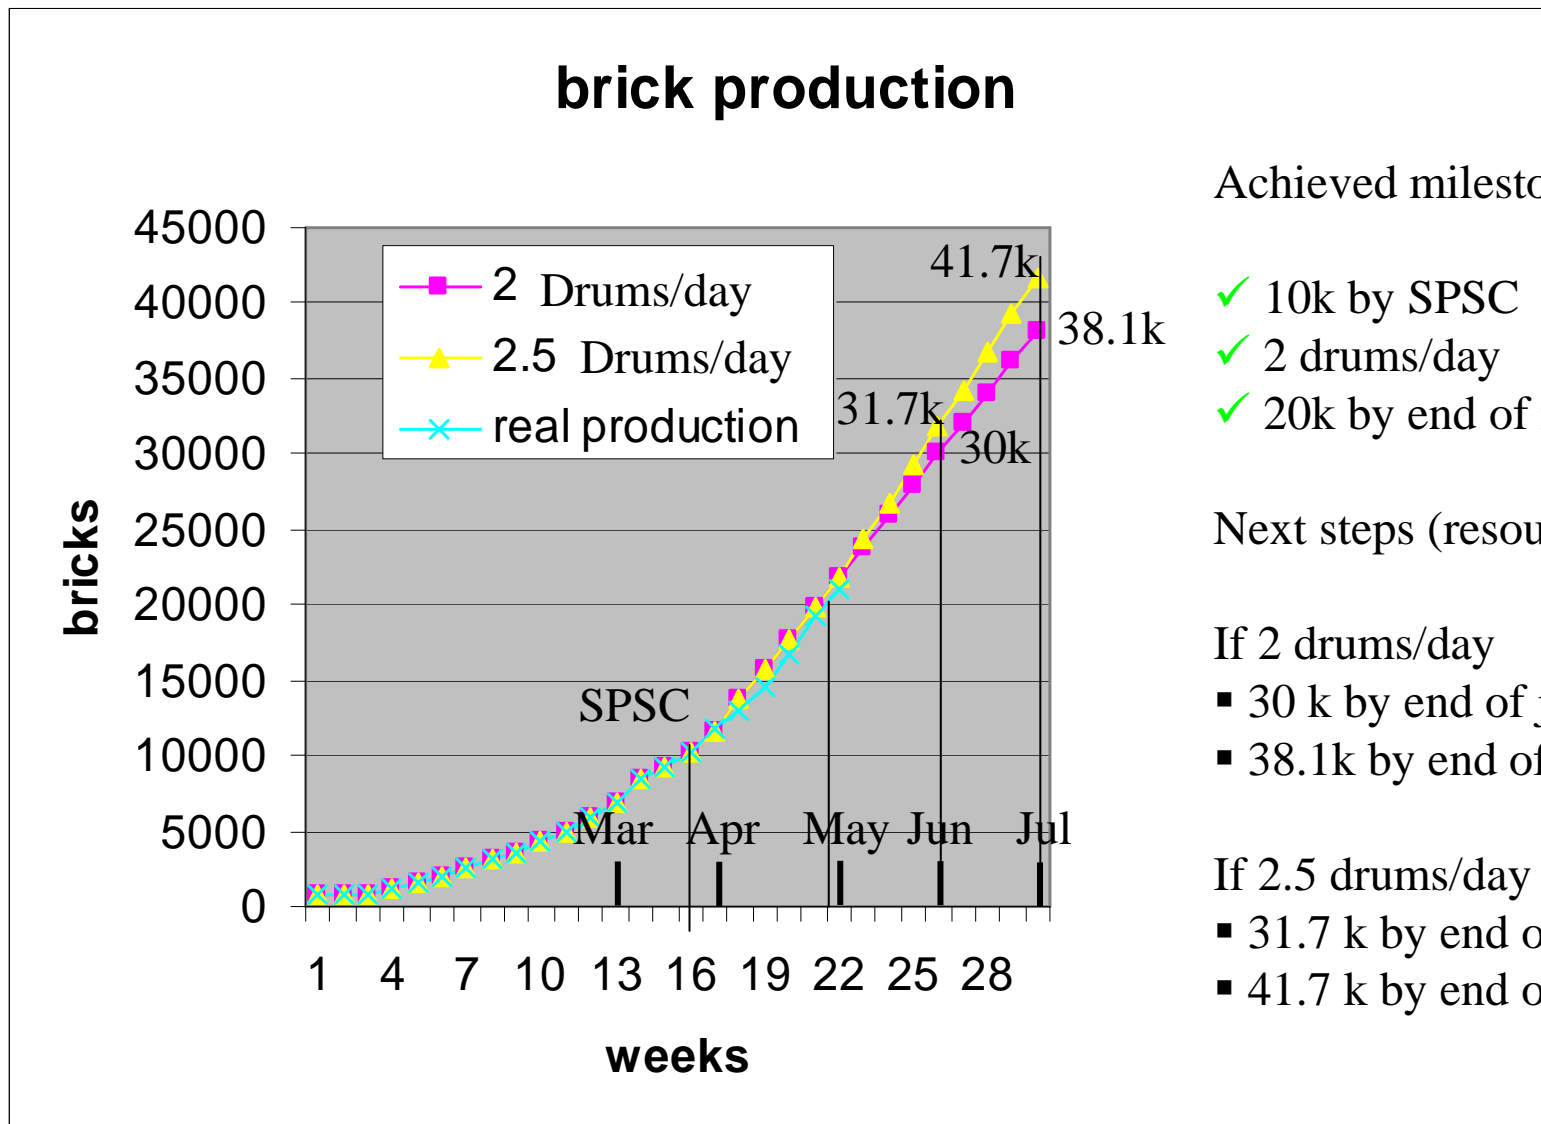 brick production
45000
40000
35000
30000
25000
20000
15000
10000
5000
0
bricks
2 Drums/day
2.5 Drums/day
real production
41.7k
38.1k
31.7k
30k
SPSC
Mar Apr May Jun Jul
1 4 7 10 13 16 19 22 25 28
weeks
Achieved
✓ 10k by SPSC
✓ 2 drums/day
✓ 20k by end of
Next steps
If 2 drums/day
▪ 30 k by end of
▪ 38.1k by end of
If 2.5 drums/day
▪ 31.7 k by end
▪ 41.7 k by end